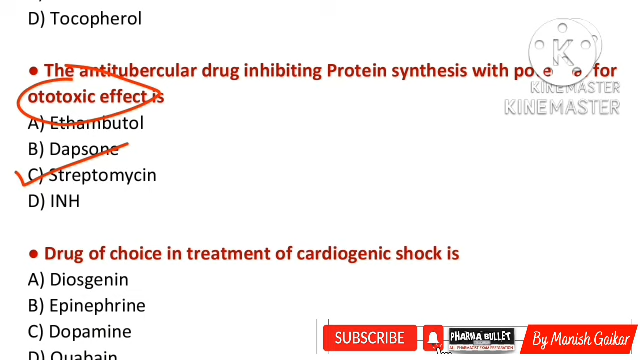 D) Tocopherol
● The antitubercular drug inhibiting Protein synthesis with for
ototoxic effect is
A) Ethambutol
B) Dapsone
C) Streptomycin
D) INH
● Drug of choice in treatment of cardiogenic shock is
A) Diosgenin
B) Epinephrine
C) Dopamine
D) Ouabain
K
KINEMASTER
KINEMASTER
SUBSCRIBE
PHARMA BULLET
By Manish Gaikar